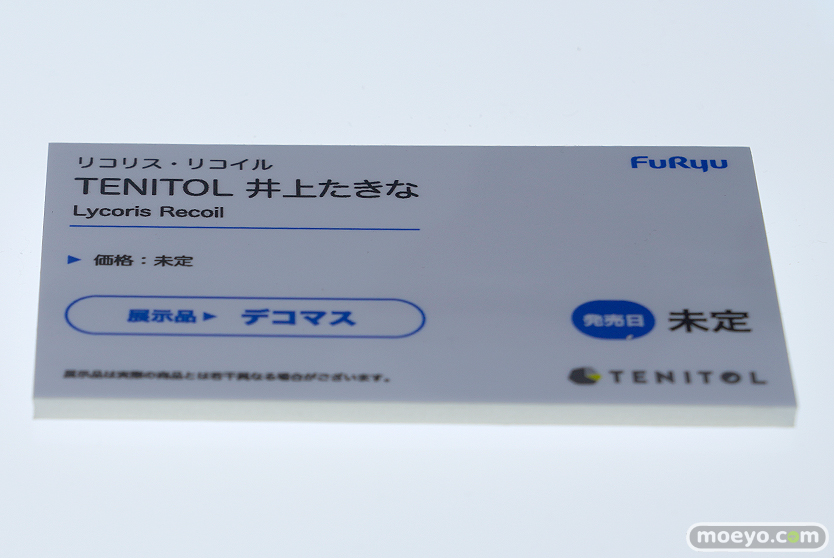 リコリス・リコイル
FuRyu
TENITOL 井上たきな
Lycoris Recoil
▶ 価格：未定
展示品▶ デコマス
発売日 未定
展示品は実際の商品とは若干異なる場合がございます。
TENITOL
moeyo.com